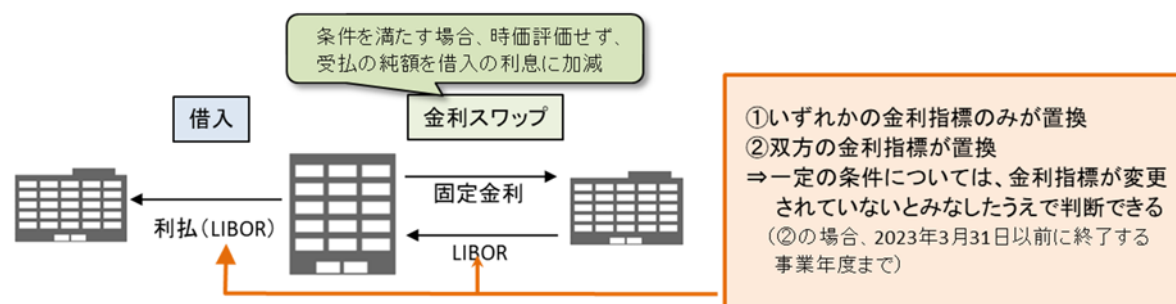 条件を満たす場合、時価評価せず、
受払の純額を借入の利息に加減
借入
金利スワップ
固定金利
利払(LIBOR)
LIBOR
①いずれかの金利指標のみが置換
②双方の金利指標が置換
⇒一定の条件については、金利指標が変更
されていないとみなしたうえで判断できる
(②の場合、2023年3月31日以前に終了する
事業年度まで)